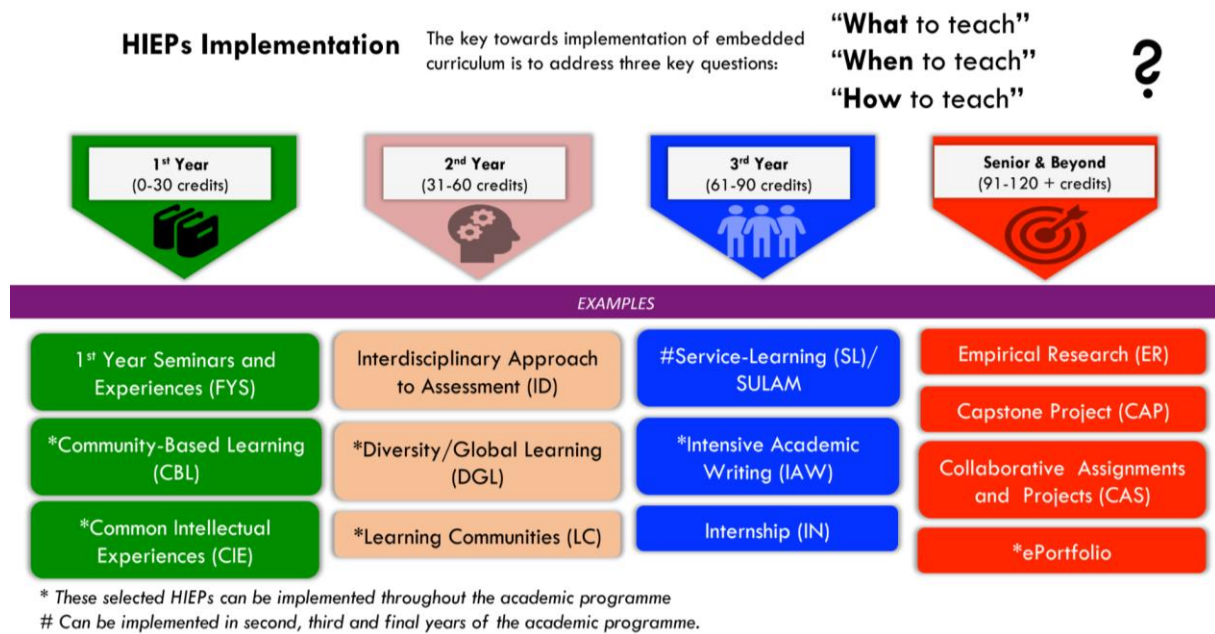 HIEPs Implementation
The key towards implementation of embedded
curriculum is to address three key questions:
“What to teach”
“When to teach”
“How to teach”
?
1st Year
(0-30 credits)
2nd Year
(31-60 credits)
3rd Year
(61-90 credits)
Senior & Beyond
(91-120 + credits)
EXAMPLES
1st Year Seminars and
Experiences (FYS)
*Community-Based Learning
(CBL)
*Common Intellectual
Experiences (CIE)
Interdisciplinary Approach
to Assessment (ID)
*Diversity/Global Learning
(DGL)
*Learning Communities (LC)
#Service-Learning (SL)/
SULAM
*Intensive Academic
Writing (IAW)
Internship (IN)
Empirical Research (ER)
Capstone Project (CAP)
Collaborative Assignments
and Projects (CAS)
*ePortfolio
* These selected HIEPs can be implemented throughout the academic programme
# Can be implemented in second, third and final years of the academic programme.